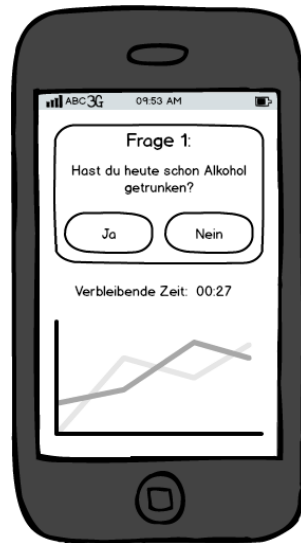 ABC 3G 09:53 AM
Frage 1:
Hast du heute schon Alkohol
getrunken?
Ja Nein
Verbleibende Zeit: 00:27